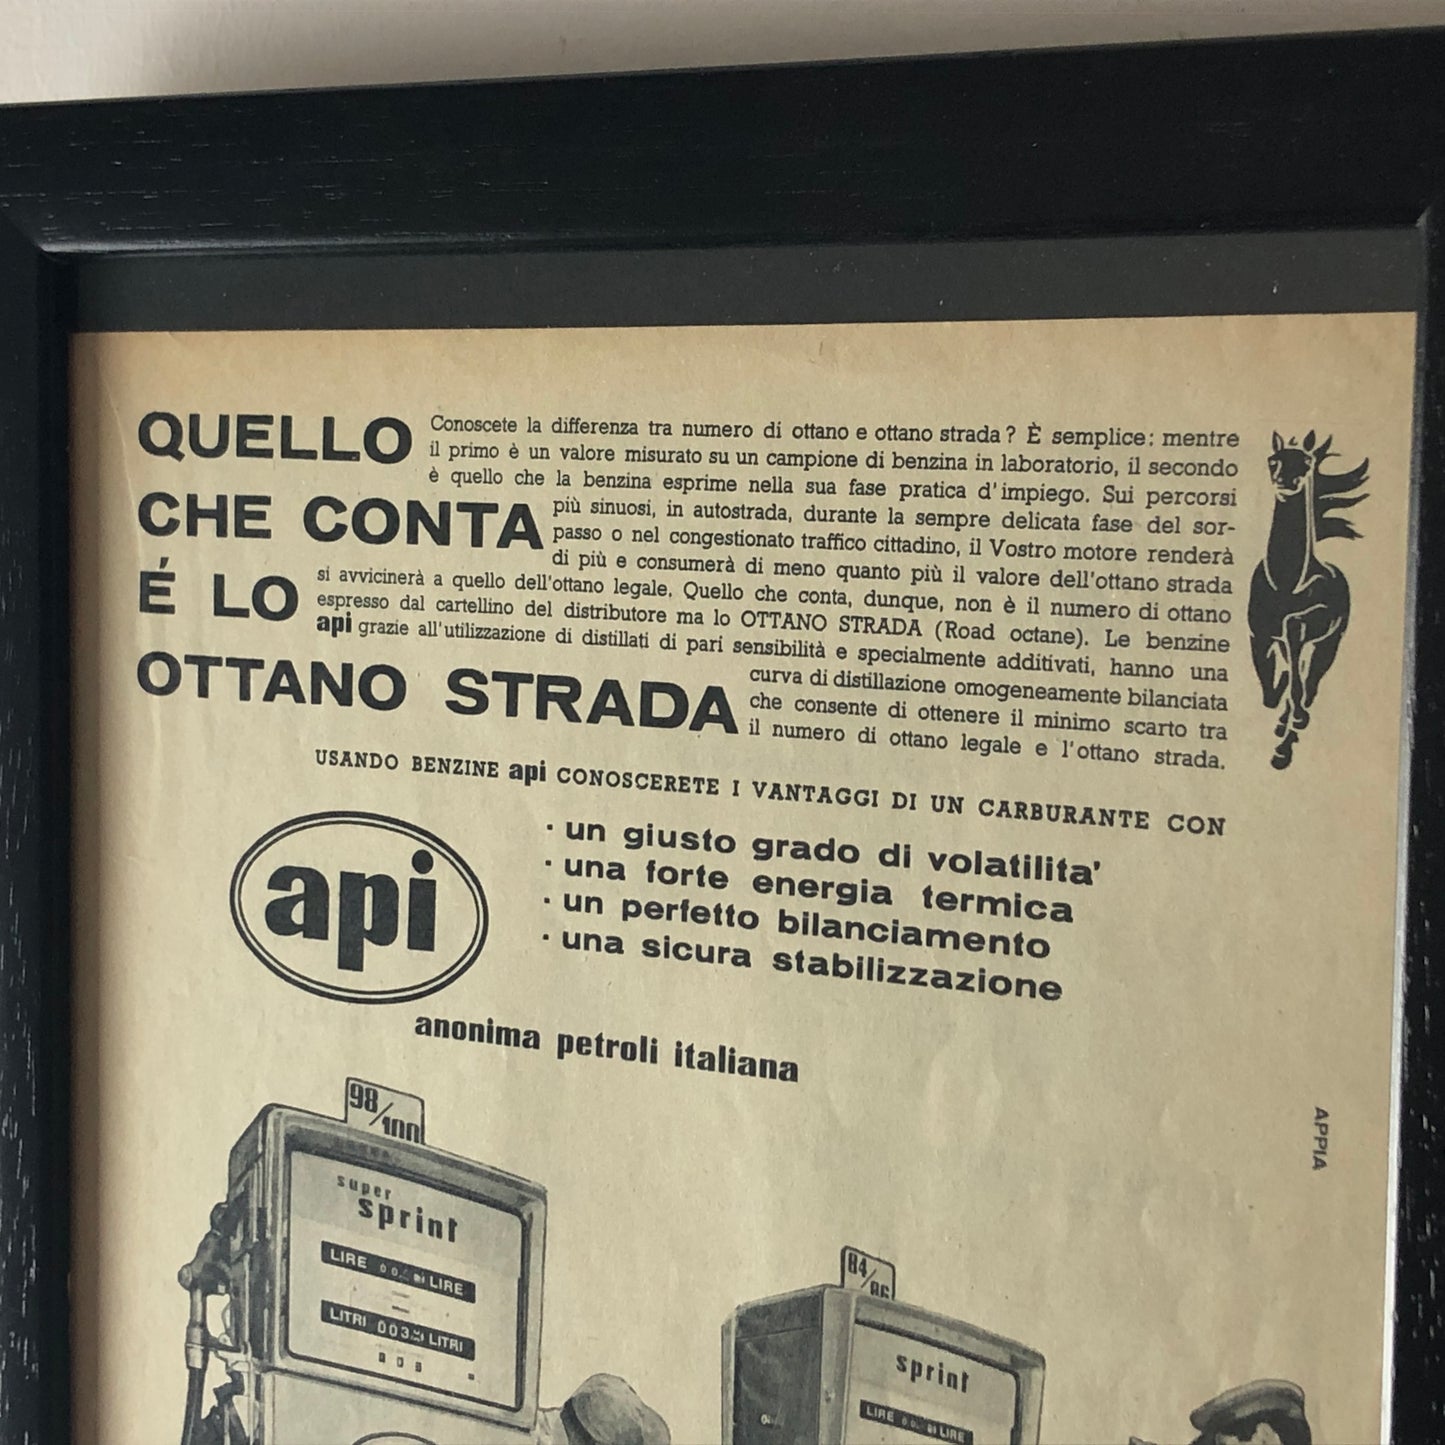 QUELLO
CHE CONTA
É LO
OTTANO STRADA
Conoscete la differenza tra numero di ottano e ottano strada? È semplice: mentre
il primo è un valore misurato su un campione di benzina in laboratorio, il secondo
è quello che la benzina esprime nella sua fase pratica d'impiego. Sui percorsi
più sinuosi, in autostrada, durante la sempre delicata fase del sor-
passo o nel congestionato traffico cittadino, il Vostro motore renderà
di più e consumerà di meno quanto più il valore dell'ottano strada
si avvicinerà a quello dell'ottano legale. Quello che conta, dunque, non è il numero di ottano
espresso dal cartellino del distributore ma lo OTTANO STRADA (Road octane). Le benzine
api grazie all'utilizzazione di distillati di pari sensibilità e specialmente additivati, hanno una
curva di distillazione omogeneamente bilanciata
che consente di ottenere il minimo scarto tra
il numero di ottano legale e l'ottano strada.
USANDO BENZINE api CONOSCERETE I VANTAGGI DI UN CARBURANTE CON
· un giusto grado di volatilita'
· una forte energia termica
· un perfetto bilanciamento
· una sicura stabilizzazione
api
anonima petroli italiana
APPIA
98/100
super
sprint
LIRE LIRE
LITRI LITRI
84/86
sprint
LIRE LIRE